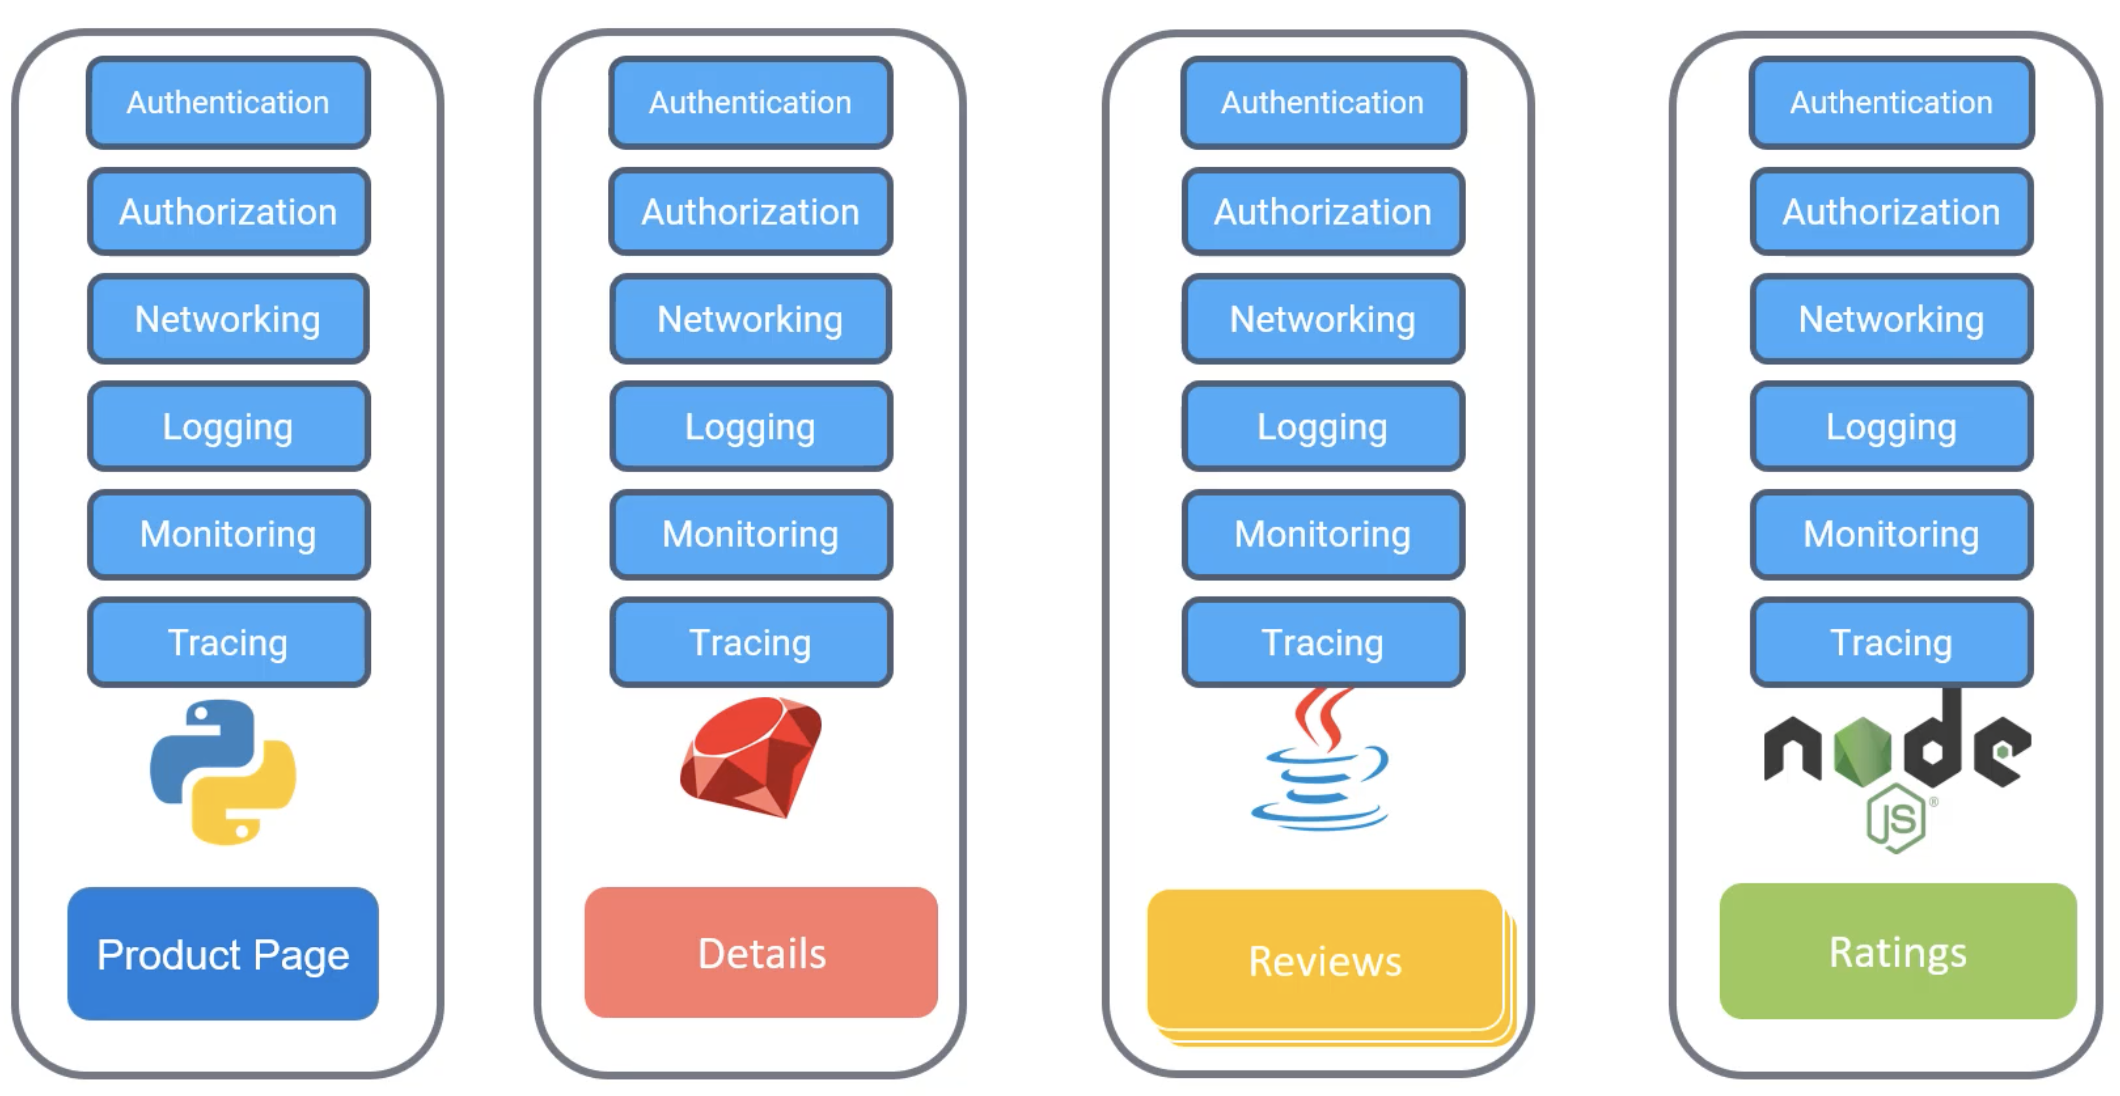 Authentication
Authorization
Networking
Logging
Monitoring
Tracing
Product Page
Authentication
Authorization
Networking
Logging
Monitoring
Tracing
Details
Authentication
Authorization
Networking
Logging
Monitoring
Tracing
Reviews
Authentication
Authorization
Networking
Logging
Monitoring
Tracing
node
JS®
Ratings